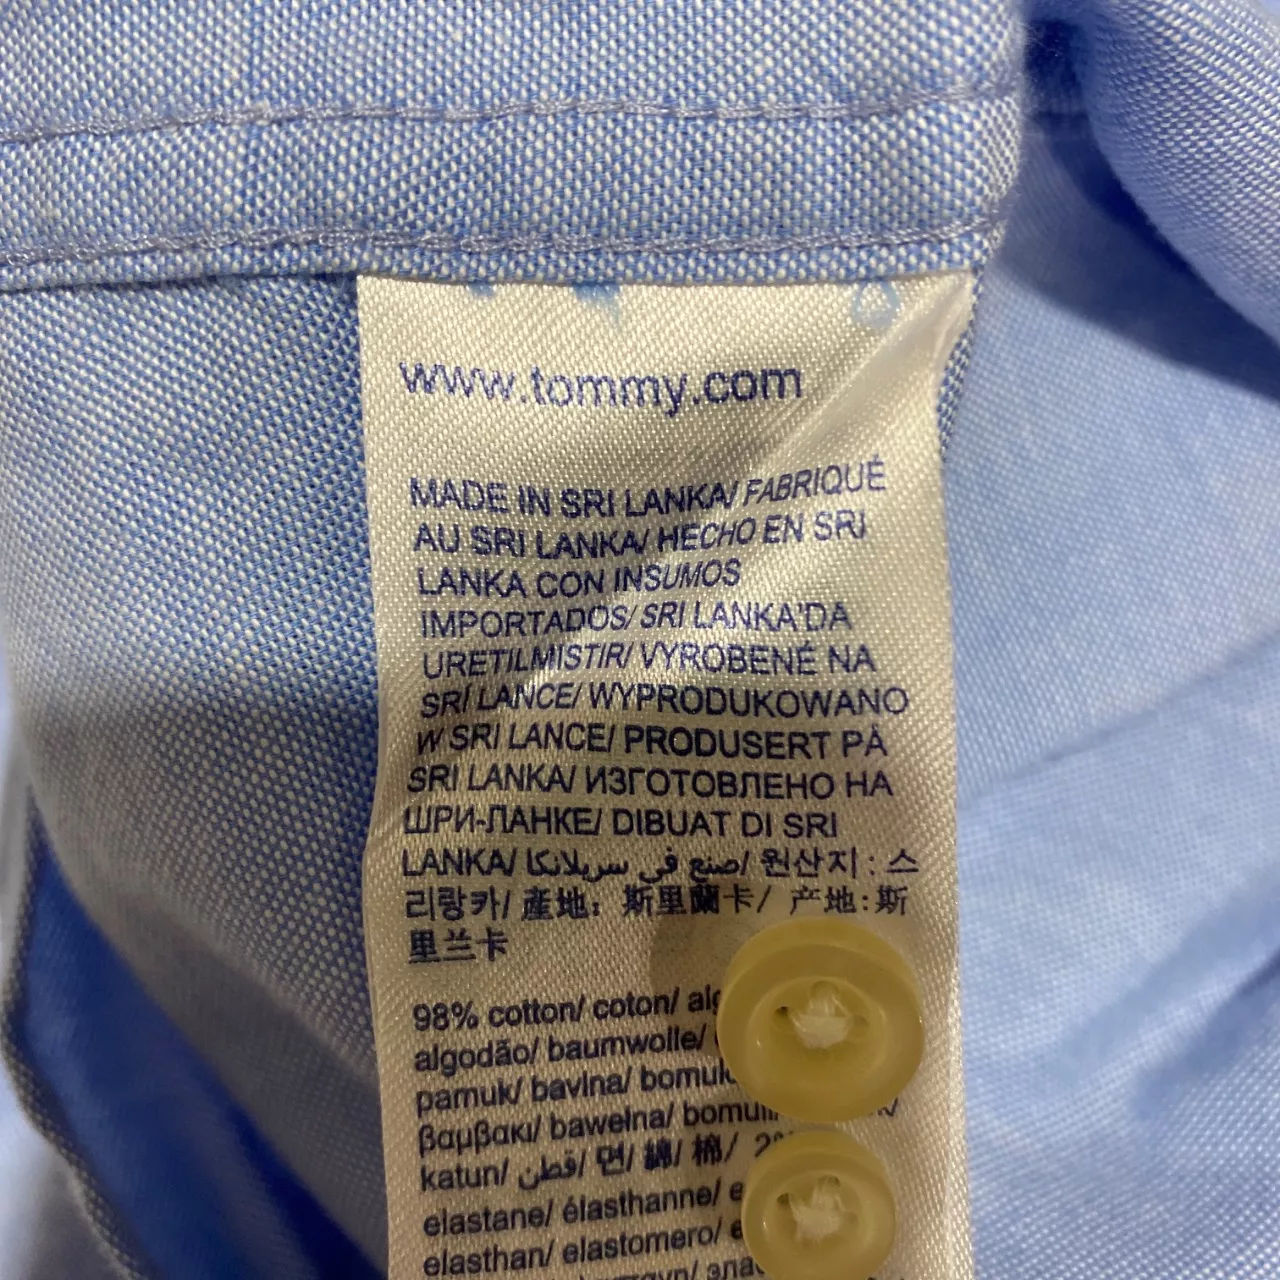 www.tommy.com
MADE IN SRI LANKA/ FABRIQUÉ
AU SRI LANKA/ HECHO EN SRI
LANKA CON INSUMOS
IMPORTADOS/ SRI LANKA'DA
URETILMISTIR/ VYROBENÉ NA
SRÍ LANCE/ WYPRODUKOWANO
W SRI LANCE/ PRODUSERT PÅ
SRI LANKA/ ИЗГОТОВЛЕНО НА
ШРИ-ЛАНКЕ/ DIBUAT DI SRI
LANKA/ صنع في سريلانكا/ 원산지 : 스
리랑카/ 產地：斯里蘭卡/ 产地:斯
里兰卡
98% cotton/ coton/
algodão/ baumwolle/
pamuk/ bavlna/
βαμβακι/ bawełna/
katun/ قطن/ 면/ 綿/ 棉/
elastane/ élasthanne/
elasthan/ elastomero/